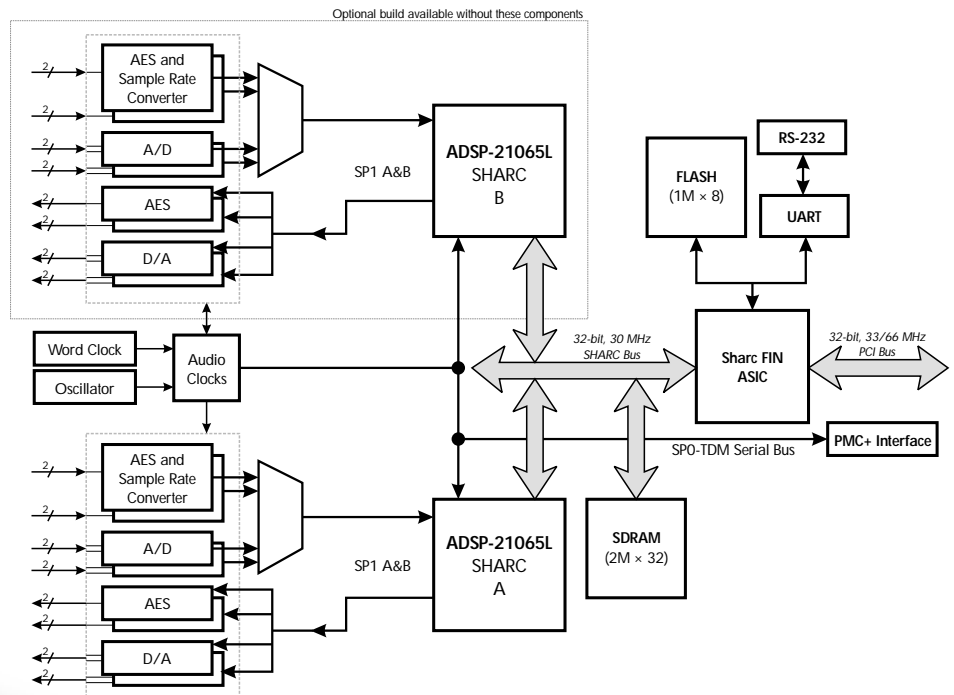 Optional build available without these components
2
2
2
2
2
2
2
2
AES and
Sample Rate
Converter
A/D
AES
D/A
SP1 A&B
ADSP-21065L
SHARC
B
FLASH
(1M × 8)
RS-232
UART
Word Clock
Oscillator
Audio
Clocks
32-bit, 30 MHz
SHARC Bus
Sharc FIN
ASIC
32-bit, 33/66 MHz
PCI Bus
SP0-TDM Serial Bus
PMC+ Interface
2
2
2
2
2
2
2
2
AES and
Sample Rate
Converter
A/D
AES
D/A
SP1 A&B
ADSP-21065L
SHARC
A
SDRAM
(2M × 32)